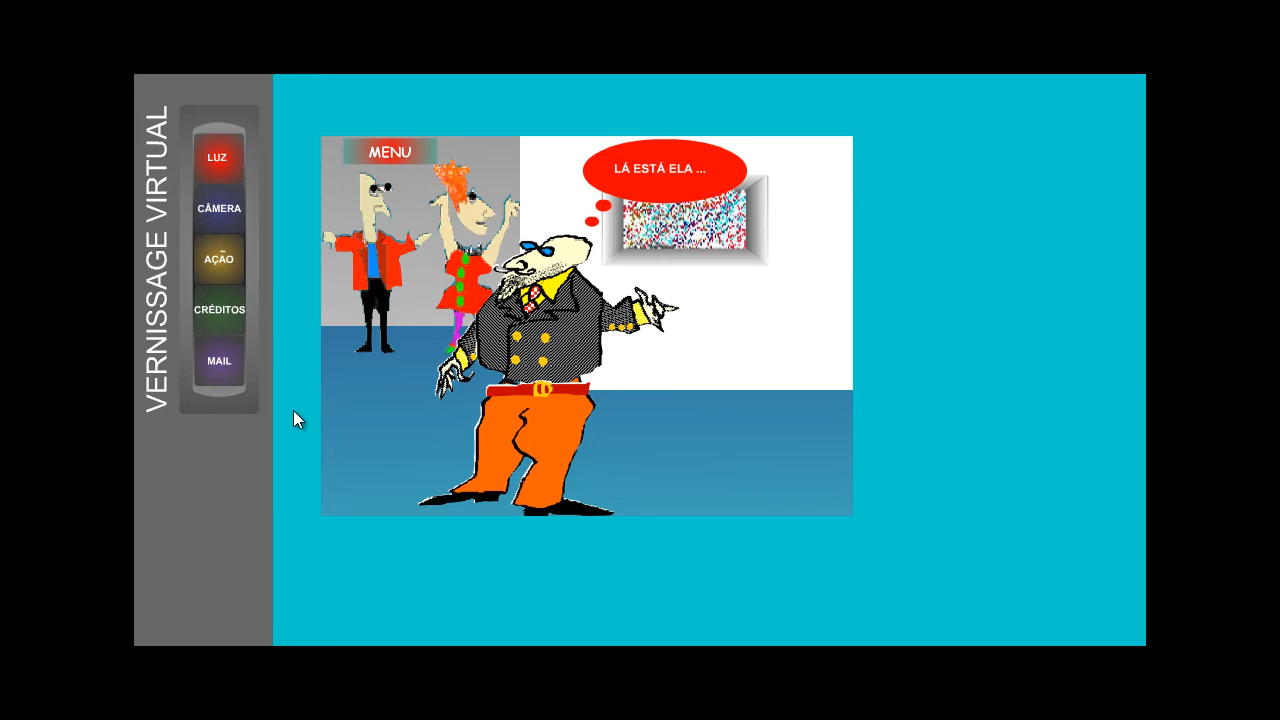 VERNISSAGE VIRTUAL
LUZ
CÂMERA
AÇÃO
CRÉDITOS
MAIL
MENU
LÁ ESTÁ ELA ...